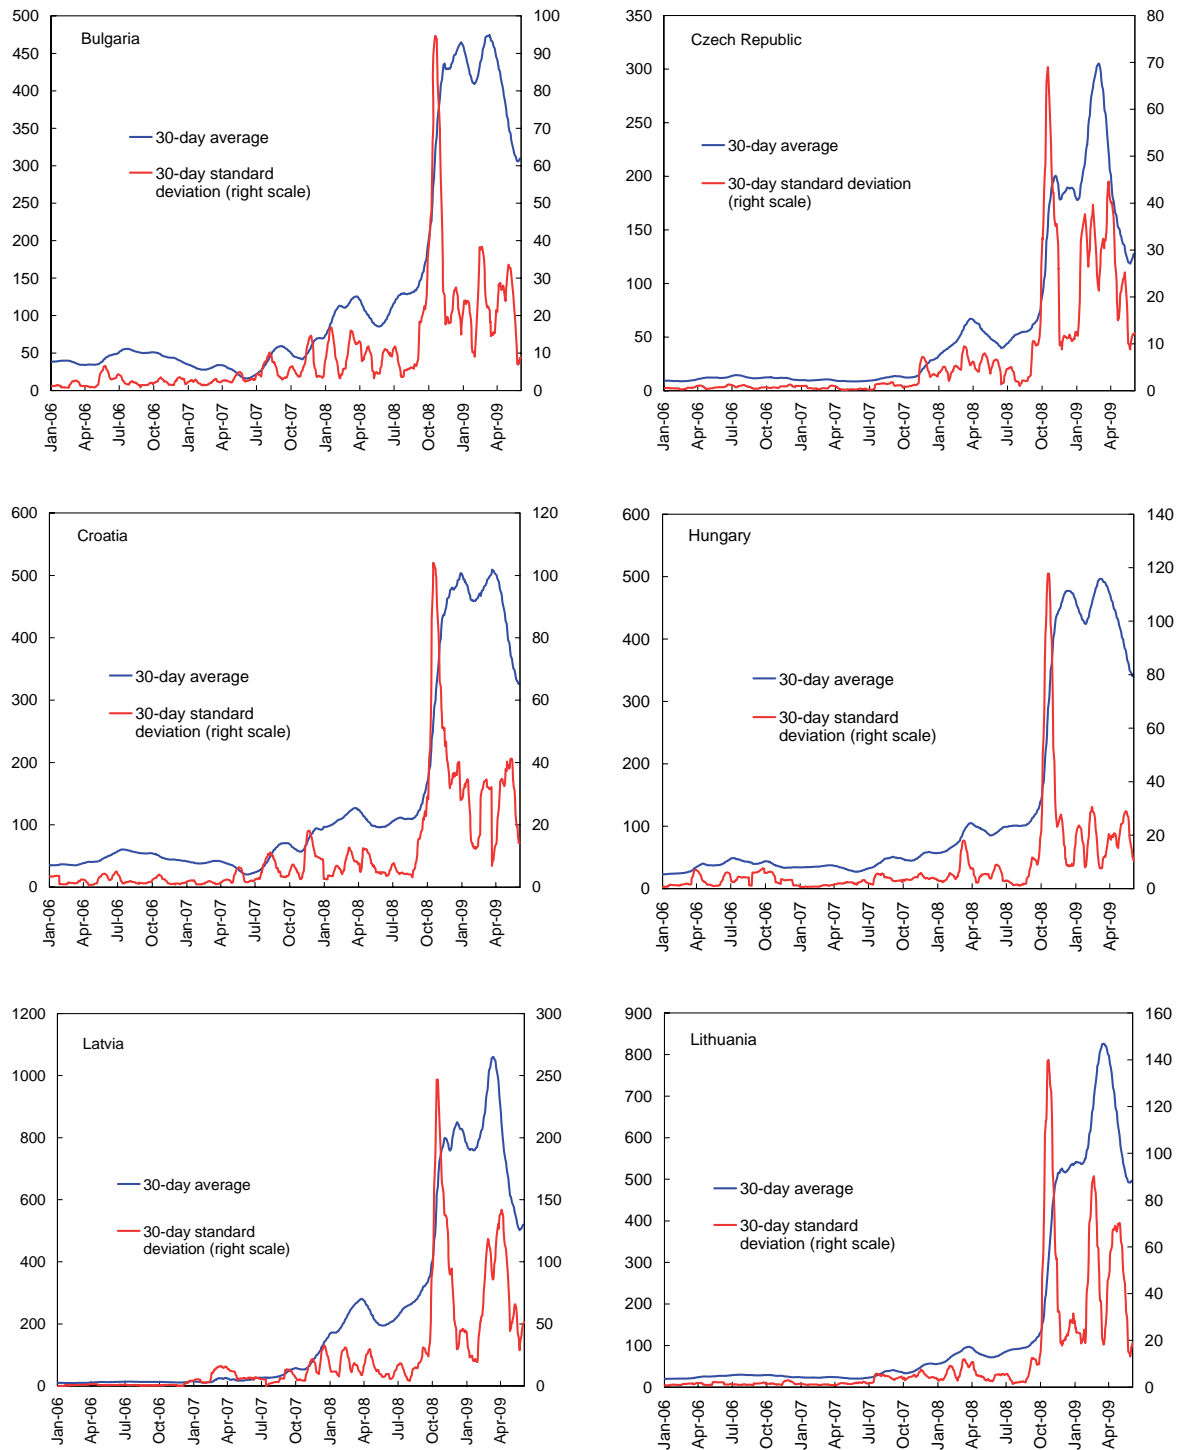 Bulgaria
500
450
400
350
300
250
200
150
100
50
0
100
90
80
70
60
50
40
30
20
10
0
30-day average
30-day standard
deviation (right scale)
Jan-06
Apr-06
Jul-06
Oct-06
Jan-07
Apr-07
Jul-07
Oct-07
Jan-08
Apr-08
Jul-08
Oct-08
Jan-09
Apr-09
Czech Republic
350
300
250
200
150
100
50
0
80
70
60
50
40
30
20
10
0
30-day average
30-day standard deviation
(right scale)
Jan-06
Apr-06
Jul-06
Oct-06
Jan-07
Apr-07
Jul-07
Oct-07
Jan-08
Apr-08
Jul-08
Oct-08
Jan-09
Apr-09
Croatia
600
500
400
300
200
100
0
120
100
80
60
40
20
0
30-day average
30-day standard
deviation (right scale)
Jan-06
Apr-06
Jul-06
Oct-06
Jan-07
Apr-07
Jul-07
Oct-07
Jan-08
Apr-08
Jul-08
Oct-08
Jan-09
Apr-09
Hungary
600
500
400
300
200
100
0
140
120
100
80
60
40
20
0
30-day average
30-day standard
deviation (right scale)
Jan-06
Apr-06
Jul-06
Oct-06
Jan-07
Apr-07
Jul-07
Oct-07
Jan-08
Apr-08
Jul-08
Oct-08
Jan-09
Apr-09
Latvia
1200
1000
800
600
400
200
0
300
250
200
150
100
50
0
30-day average
30-day standard
deviation (right scale)
Jan-06
Apr-06
Jul-06
Oct-06
Jan-07
Apr-07
Jul-07
Oct-07
Jan-08
Apr-08
Jul-08
Oct-08
Jan-09
Apr-09
Lithuania
900
800
700
600
500
400
300
200
100
0
160
140
120
100
80
60
40
20
0
30-day average
30-day standard
deviation (right scale)
Jan-06
Apr-06
Jul-06
Oct-06
Jan-07
Apr-07
Jul-07
Oct-07
Jan-08
Apr-08
Jul-08
Oct-08
Jan-09
Apr-09